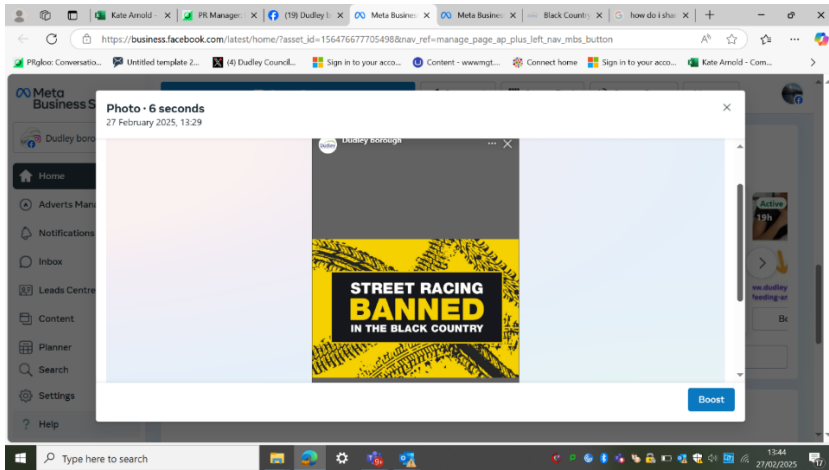 Kate Arnold -
PR Manager:
(19) Dudley
Meta Busines
Meta Busines
Black Country
how do i shar
https://business.facebook.com/latest/home/?asset_id=156476677705498&nav_ref=manage_page_ap_plus_left_nav_mbs_button
PRgloo: Conversatio...
Untitled template 2...
(4) Dudley Council...
Sign in to your acco...
Content - wwwmgt....
Connect home
Sign in to your acco...
Kate Arnold - Com...
Meta
Business S
Dudley boro
Home
Adverts Mana
Notifications
Inbox
Leads Centre
Content
Planner
Search
Settings
Help
Photo · 6 seconds
27 February 2025, 13:29
Dudley Borough
STREET RACING
BANNED
IN THE BLACK COUNTRY
Active
19h
Boost
Type here to search
13:44
27/02/2025